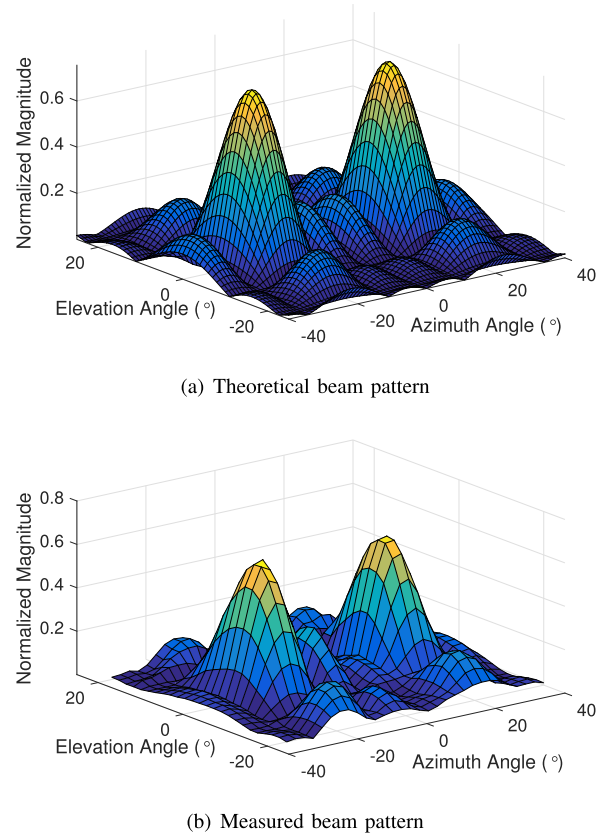 Normalized Magnitude
0.6
0.4
0.2
20
0
-20
Elevation Angle (°)
-40
-20
0
20
40
Azimuth Angle (°)
(a) Theoretical beam pattern
Normalized Magnitude
0.8
0.6
0.4
0.2
20
0
-20
Elevation Angle (°)
-40
-20
0
20
40
Azimuth Angle (°)
(b) Measured beam pattern